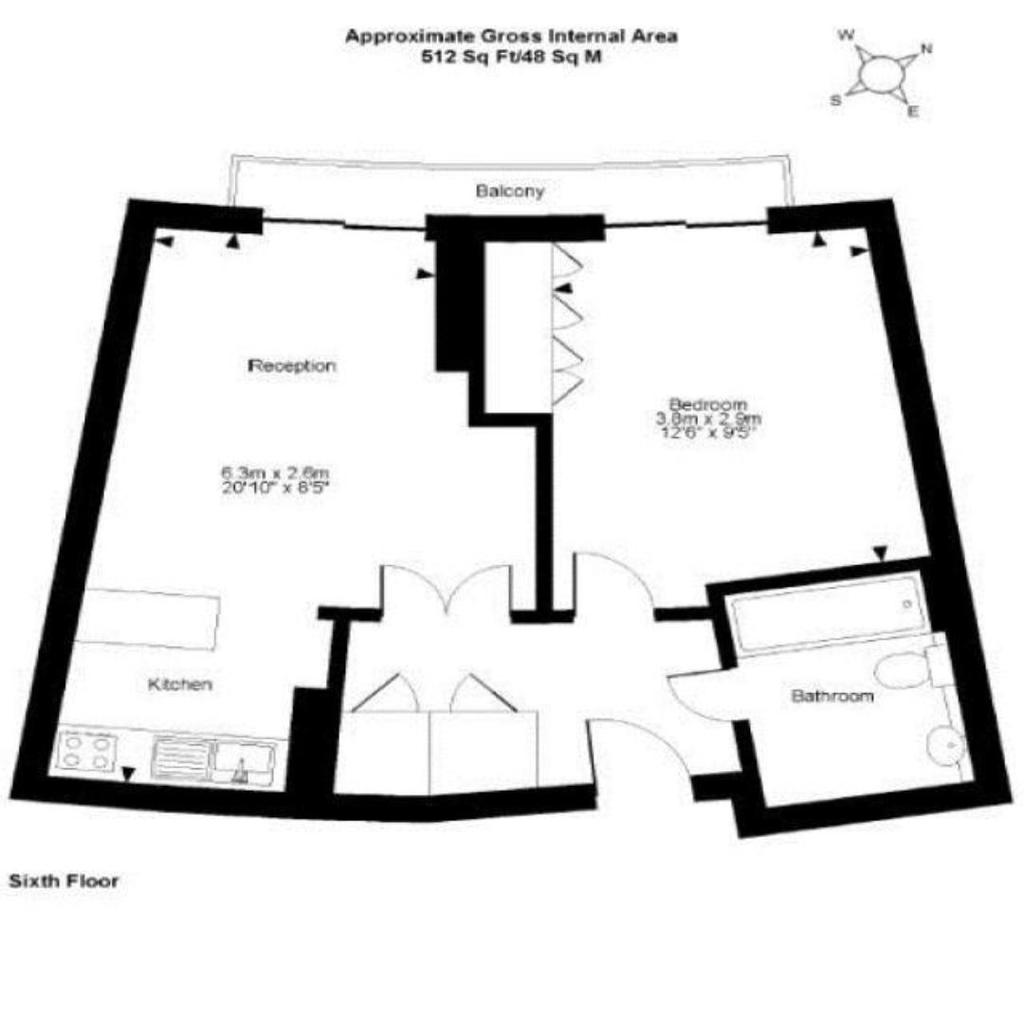 Approximate Gross Internal Area
512 Sq Ft/48 Sq M
W
N
S
E
Balcony
Reception
6.3m x 2.6m
20'10" x 8'5"
Bedroom
3.8m x 2.9m
12'6" x 9'5"
Kitchen
Bathroom
Sixth Floor